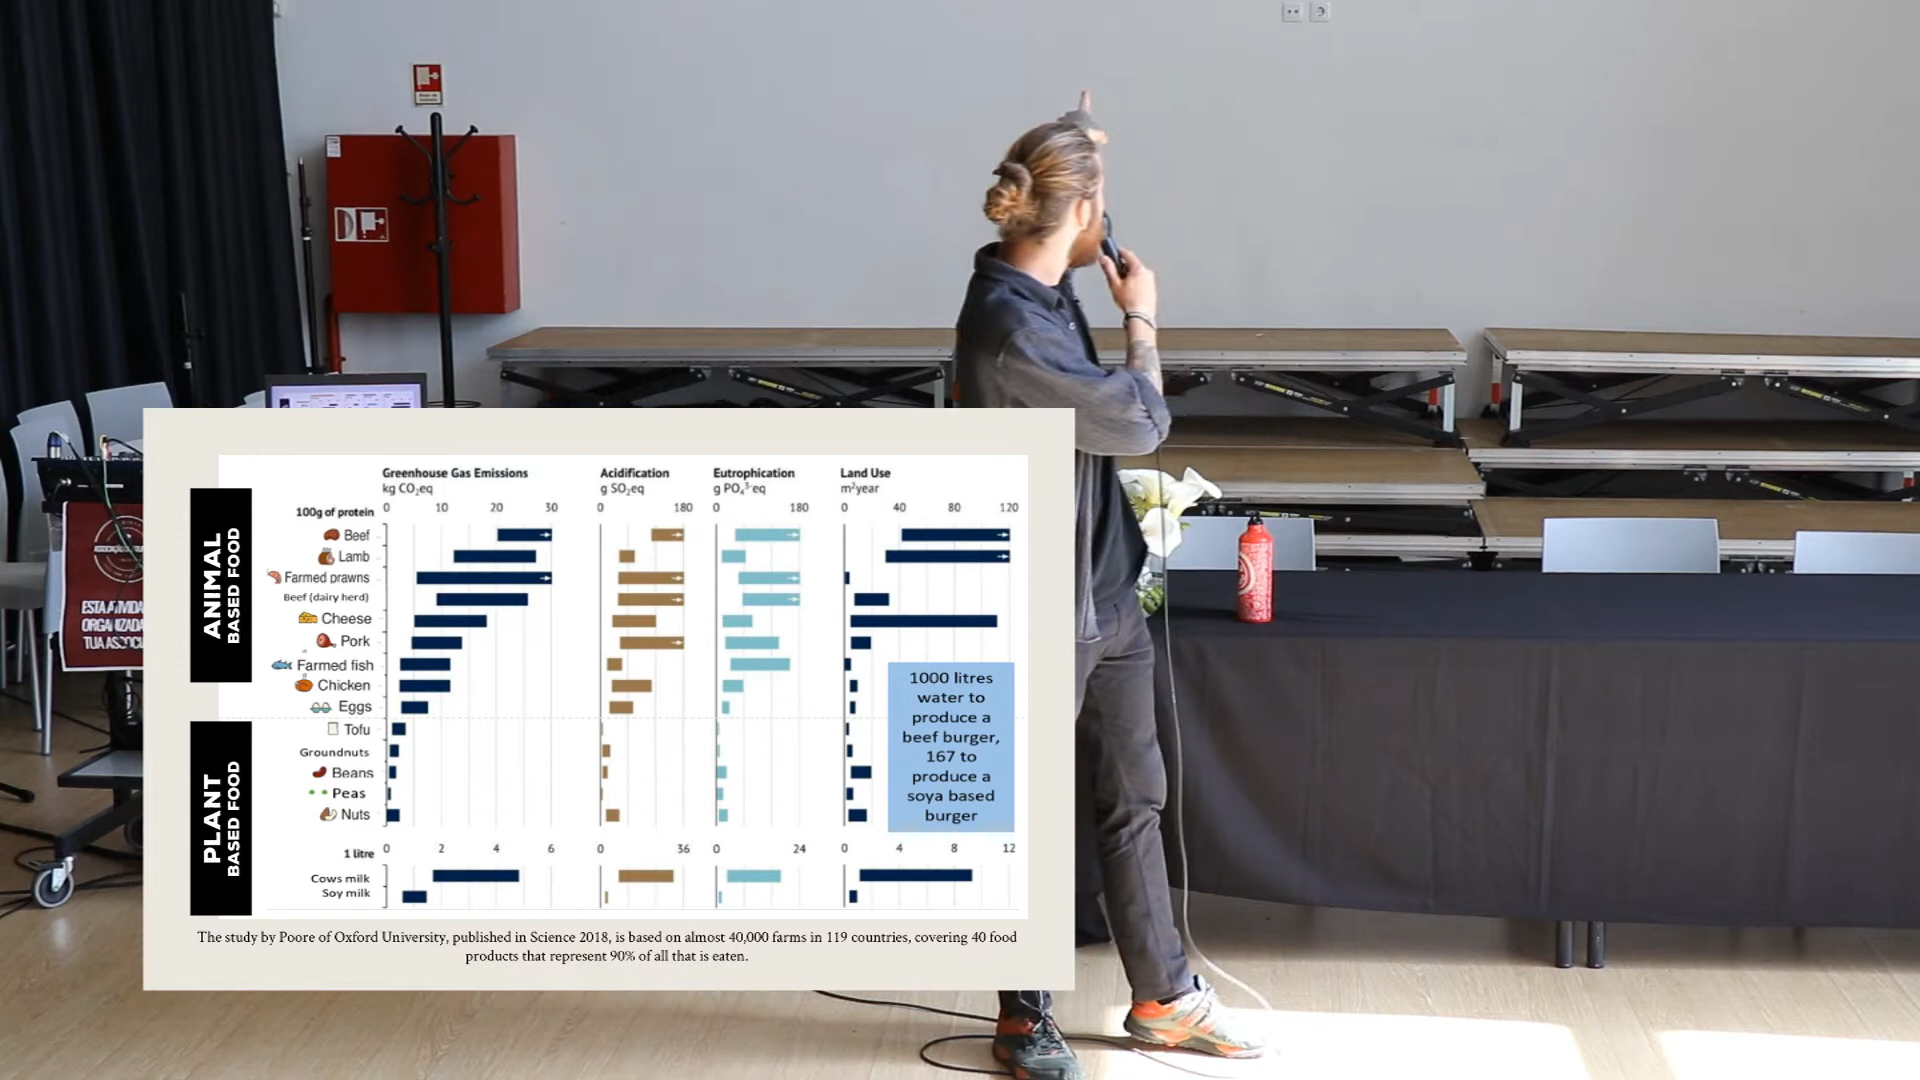 Greenhouse Gas Emissions
kg CO₂eq
Acidification
g SO₂eq
Eutrophication
g PO₄³⁻eq
Land Use
m²year
100g of protein
0 10 20 30
0 180
0 180
0 40 80 120
ANIMAL
BASED FOOD
Beef
Lamb
Farmed prawns
Beef (dairy herd)
Cheese
Pork
Farmed fish
Chicken
Eggs
PLANT
BASED FOOD
Tofu
Groundnuts
Beans
Peas
Nuts
1000 litres
water to
produce a
beef burger,
167 to
produce a
soya based
burger
1 litre
0 2 4 6
0 36
0 24
0 4 8 12
Cows milk
Soy milk
The study by Poore of Oxford University, published in Science 2018, is based on almost 40,000 farms in 119 countries, covering 40 food
products that represent 90% of all that is eaten.
ESTA
TUA